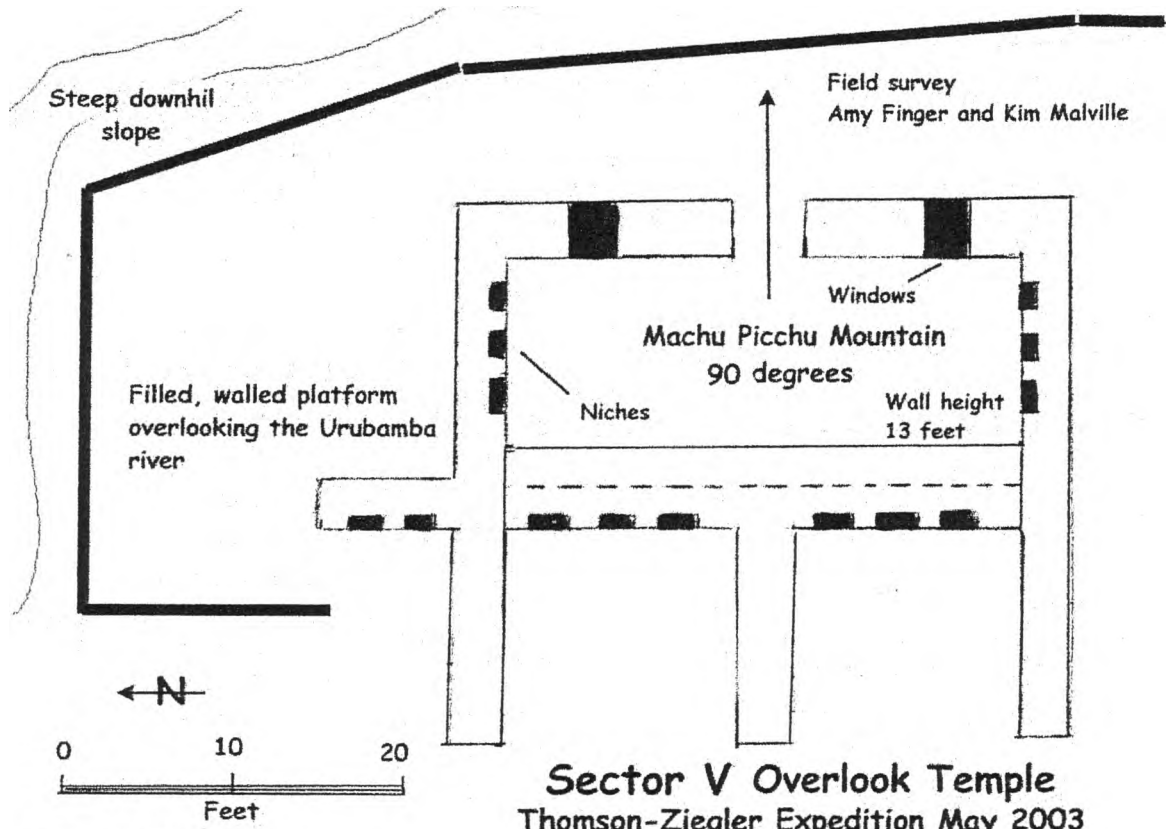 Steep downhil
slope
Field survey
Amy Finger and Kim Malville
Windows
Machu Picchu Mountain
90 degrees
Niches
Wall height
13 feet
Filled, walled platform
overlooking the Urubamba
river
N
0 10 20
Feet
Sector V Overlook Temple
Thomson-Ziegler Expedition May 2003